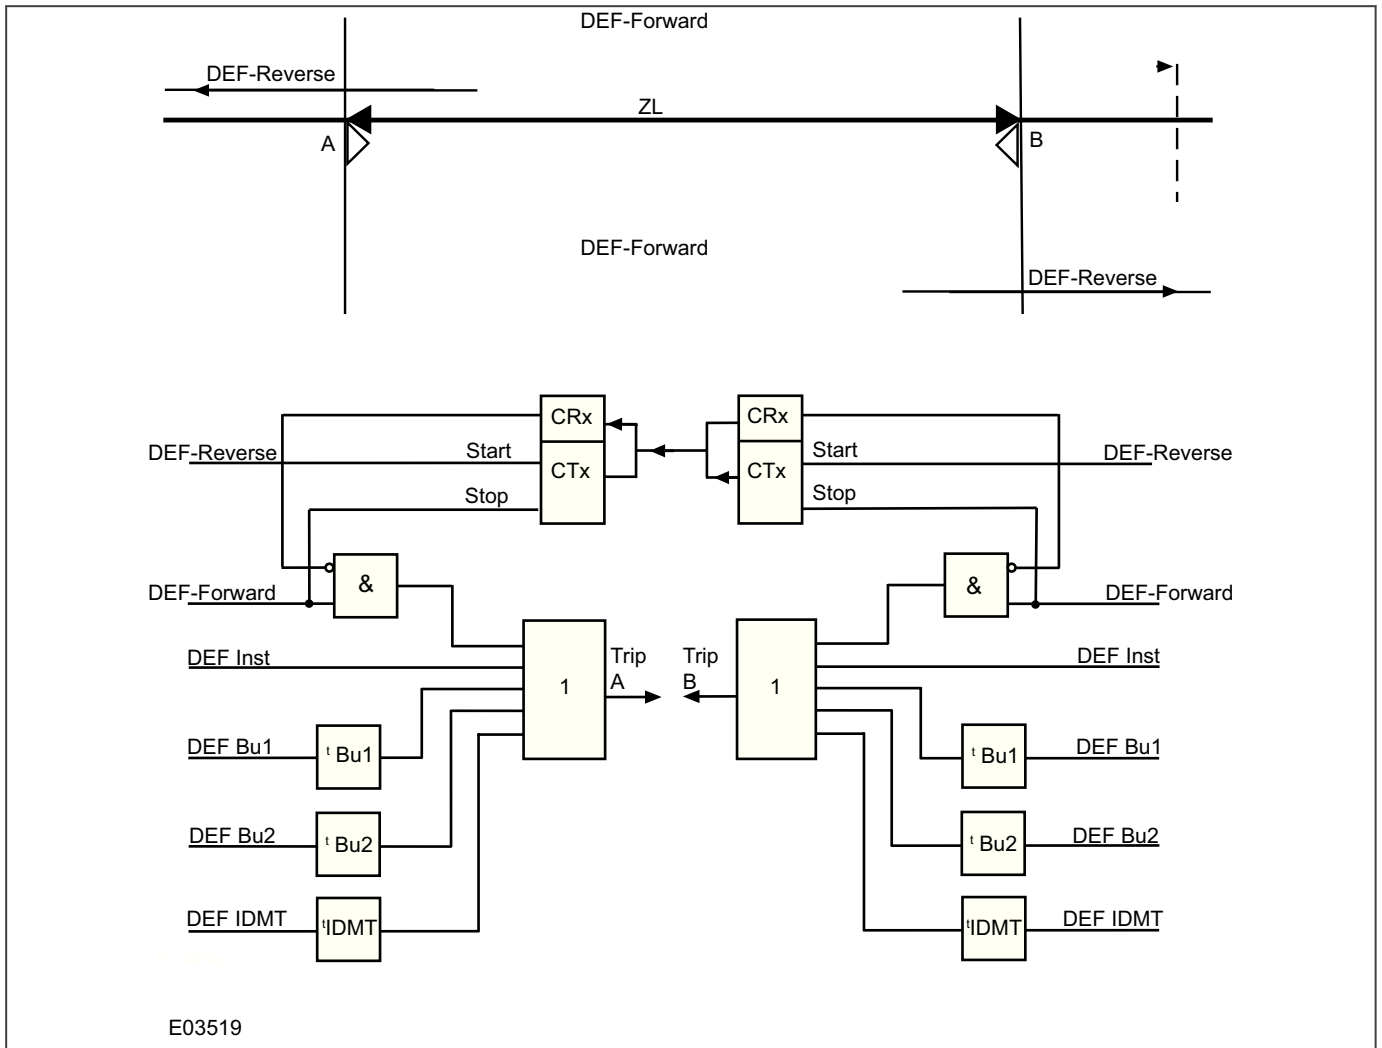 DEF-Forward
DEF-Reverse
ZL
A
B
DEF-Forward
DEF-Reverse
CRx
CRx
DEF-Reverse
Start
CTx
CTx
Start
DEF-Reverse
Stop
Stop
&
&
DEF-Forward
DEF-Forward
DEF Inst
Trip
A
Trip
B
DEF Inst
1
1
DEF Bu1
t Bu1
t Bu1
DEF Bu1
DEF Bu2
t Bu2
t Bu2
DEF Bu2
DEF IDMT
tIDMT
tIDMT
DEF IDMT
E03519